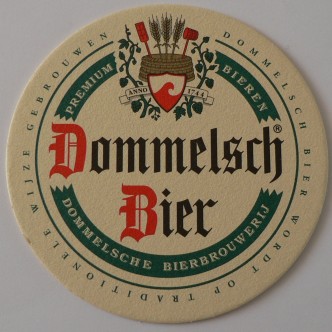 DOMMELSCH BIER WORDT OP TRADITIONELE WIJZE GEBROUWEN
PREMIUM BIEREN
ANNO 1744
Dommelsch®
Bier
DOMMELSCHE BIERBROUWERIJ